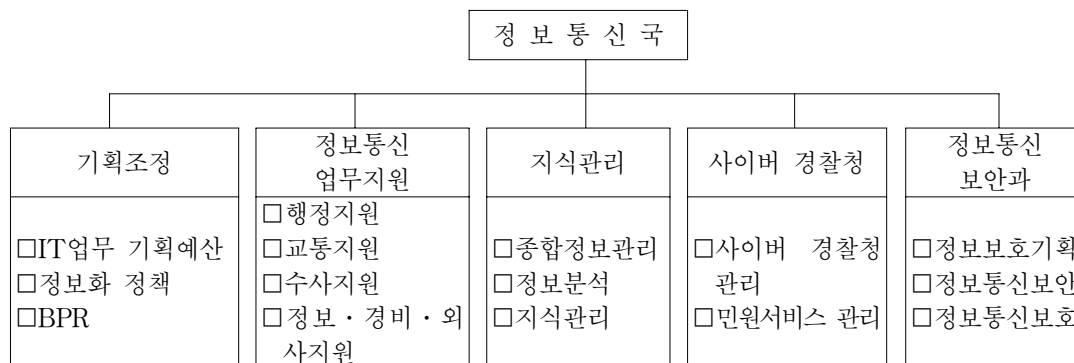 정 보 통 신 국
기획조정
□IT업무 기획예산
□정보화 정책
□BPR
정보통신
업무지원
□행정지원
□교통지원
□수사지원
□정보·경비·외
사지원
지식관리
□종합정보관리
□정보분석
□지식관리
사이버 경찰청
□사이버 경찰청
관리
□민원서비스 관리
정보통신
보안과
□정보보호기획
□정보통신보안
□정보통신보호